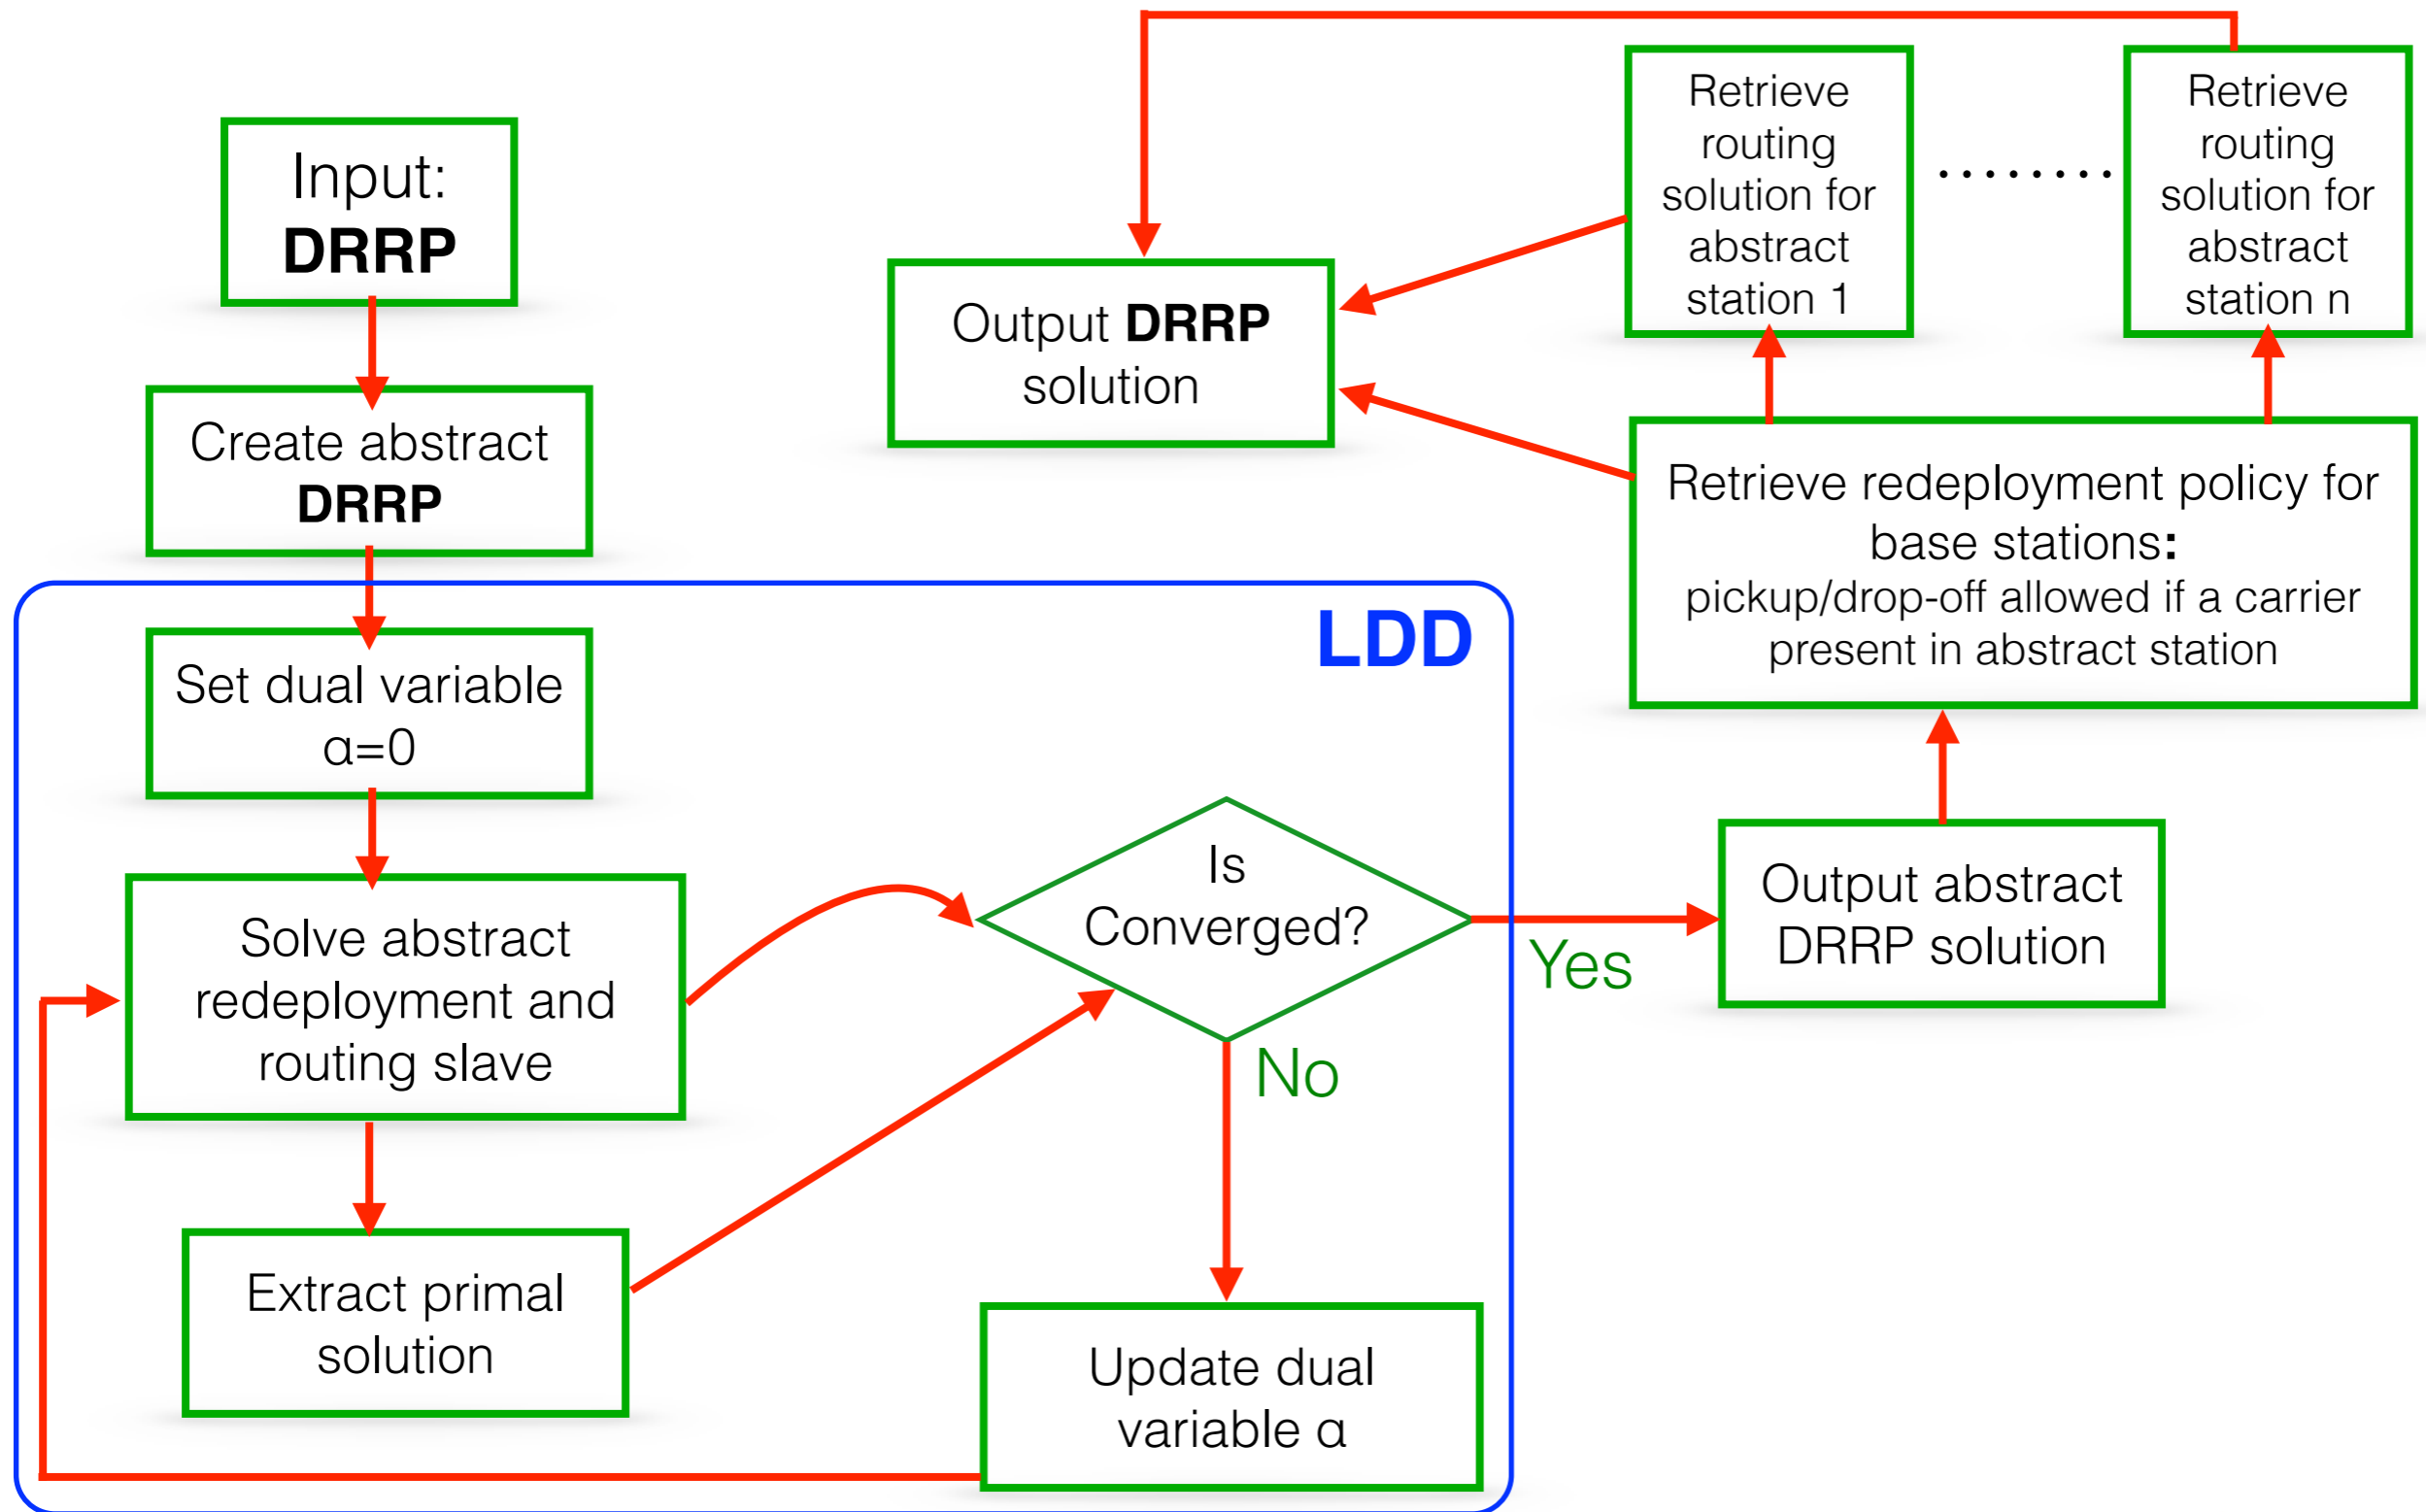 Input:
DRRP
Create abstract
DRRP
LDD
Set dual variable
α=0
Solve abstract
redeployment and
routing slave
Extract primal
solution
Is
Converged?
No
Yes
Update dual
variable α
Output abstract
DRRP solution
Retrieve redeployment policy for
base stations:
pickup/drop-off allowed if a carrier
present in abstract station
Retrieve
routing
solution for
abstract
station 1
........
Retrieve
routing
solution for
abstract
station n
Output DRRP
solution